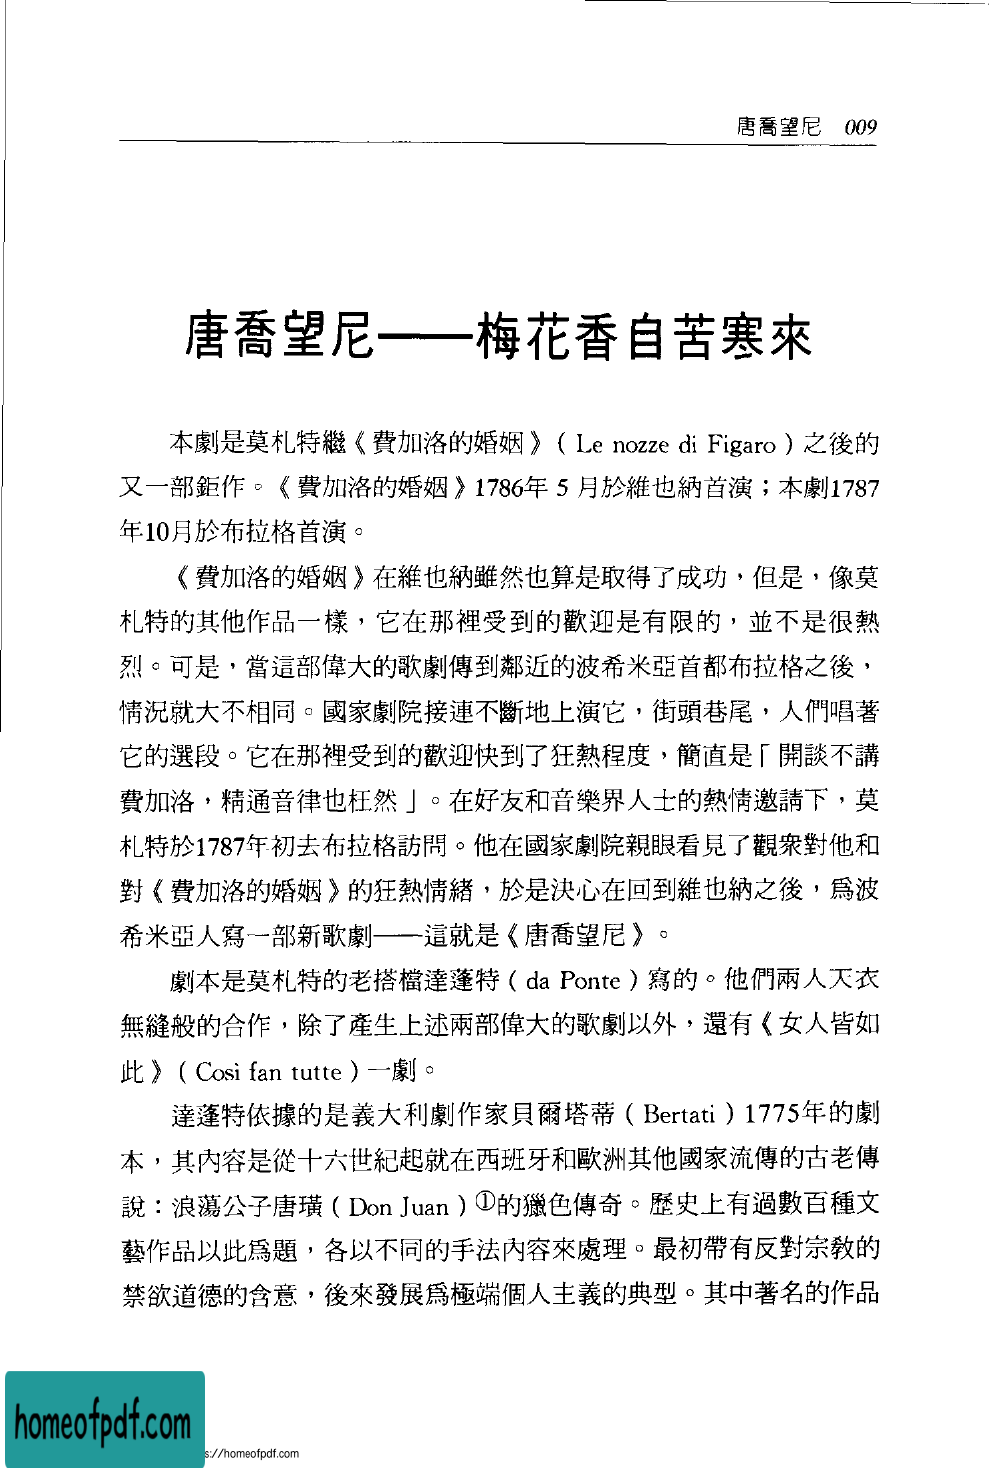 唐喬望尼 009
唐喬望尼——梅花香自苦寒來
本劇是莫札特繼《費加洛的婚姻》(Le nozze di Figaro)之後的
又一部鉅作。《費加洛的婚姻》1786年 5 月於維也納首演；本劇1787
年10月於布拉格首演。
《費加洛的婚姻》在維也納雖然也算是取得了成功，但是，像莫
札特的其他作品一樣，它在那裡受到的歡迎是有限的，並不是很熱
烈。可是，當這部偉大的歌劇傳到鄰近的波希米亞首都布拉格之後，
情況就大不相同。國家劇院接連不斷地上演它，街頭巷尾，人們唱著
它的選段。它在那裡受到的歡迎快到了狂熱程度，簡直是「開談不講
費加洛，精通音律也枉然」。在好友和音樂界人士的熱情邀請下，莫
札特於1787年初去布拉格訪問。他在國家劇院親眼看見了觀眾對他和
對《費加洛的婚姻》的狂熱情緒，於是決心在回到維也納之後，為波
希米亞人寫一部新歌劇——這就是《唐喬望尼》。
劇本是莫札特的老搭檔達蓬特(da Ponte)寫的。他們兩人天衣
無縫般的合作，除了產生上述兩部偉大的歌劇以外，還有《女人皆如
此》(Così fan tutte)一劇。
達蓬特依據的是義大利劇作家貝爾塔蒂(Bertati)1775年的劇
本，其內容是從十六世紀起就在西班牙和歐洲其他國家流傳的古老傳
說：浪蕩公子唐璜(Don Juan)①的獵色傳奇。歷史上有過數百種文
藝作品以此為題，各以不同的手法內容來處理。最初帶有反對宗教的
禁欲道德的含意，後來發展為極端個人主義的典型。其中著名的作品
homeofpdf.com
s://homeofpdf.com